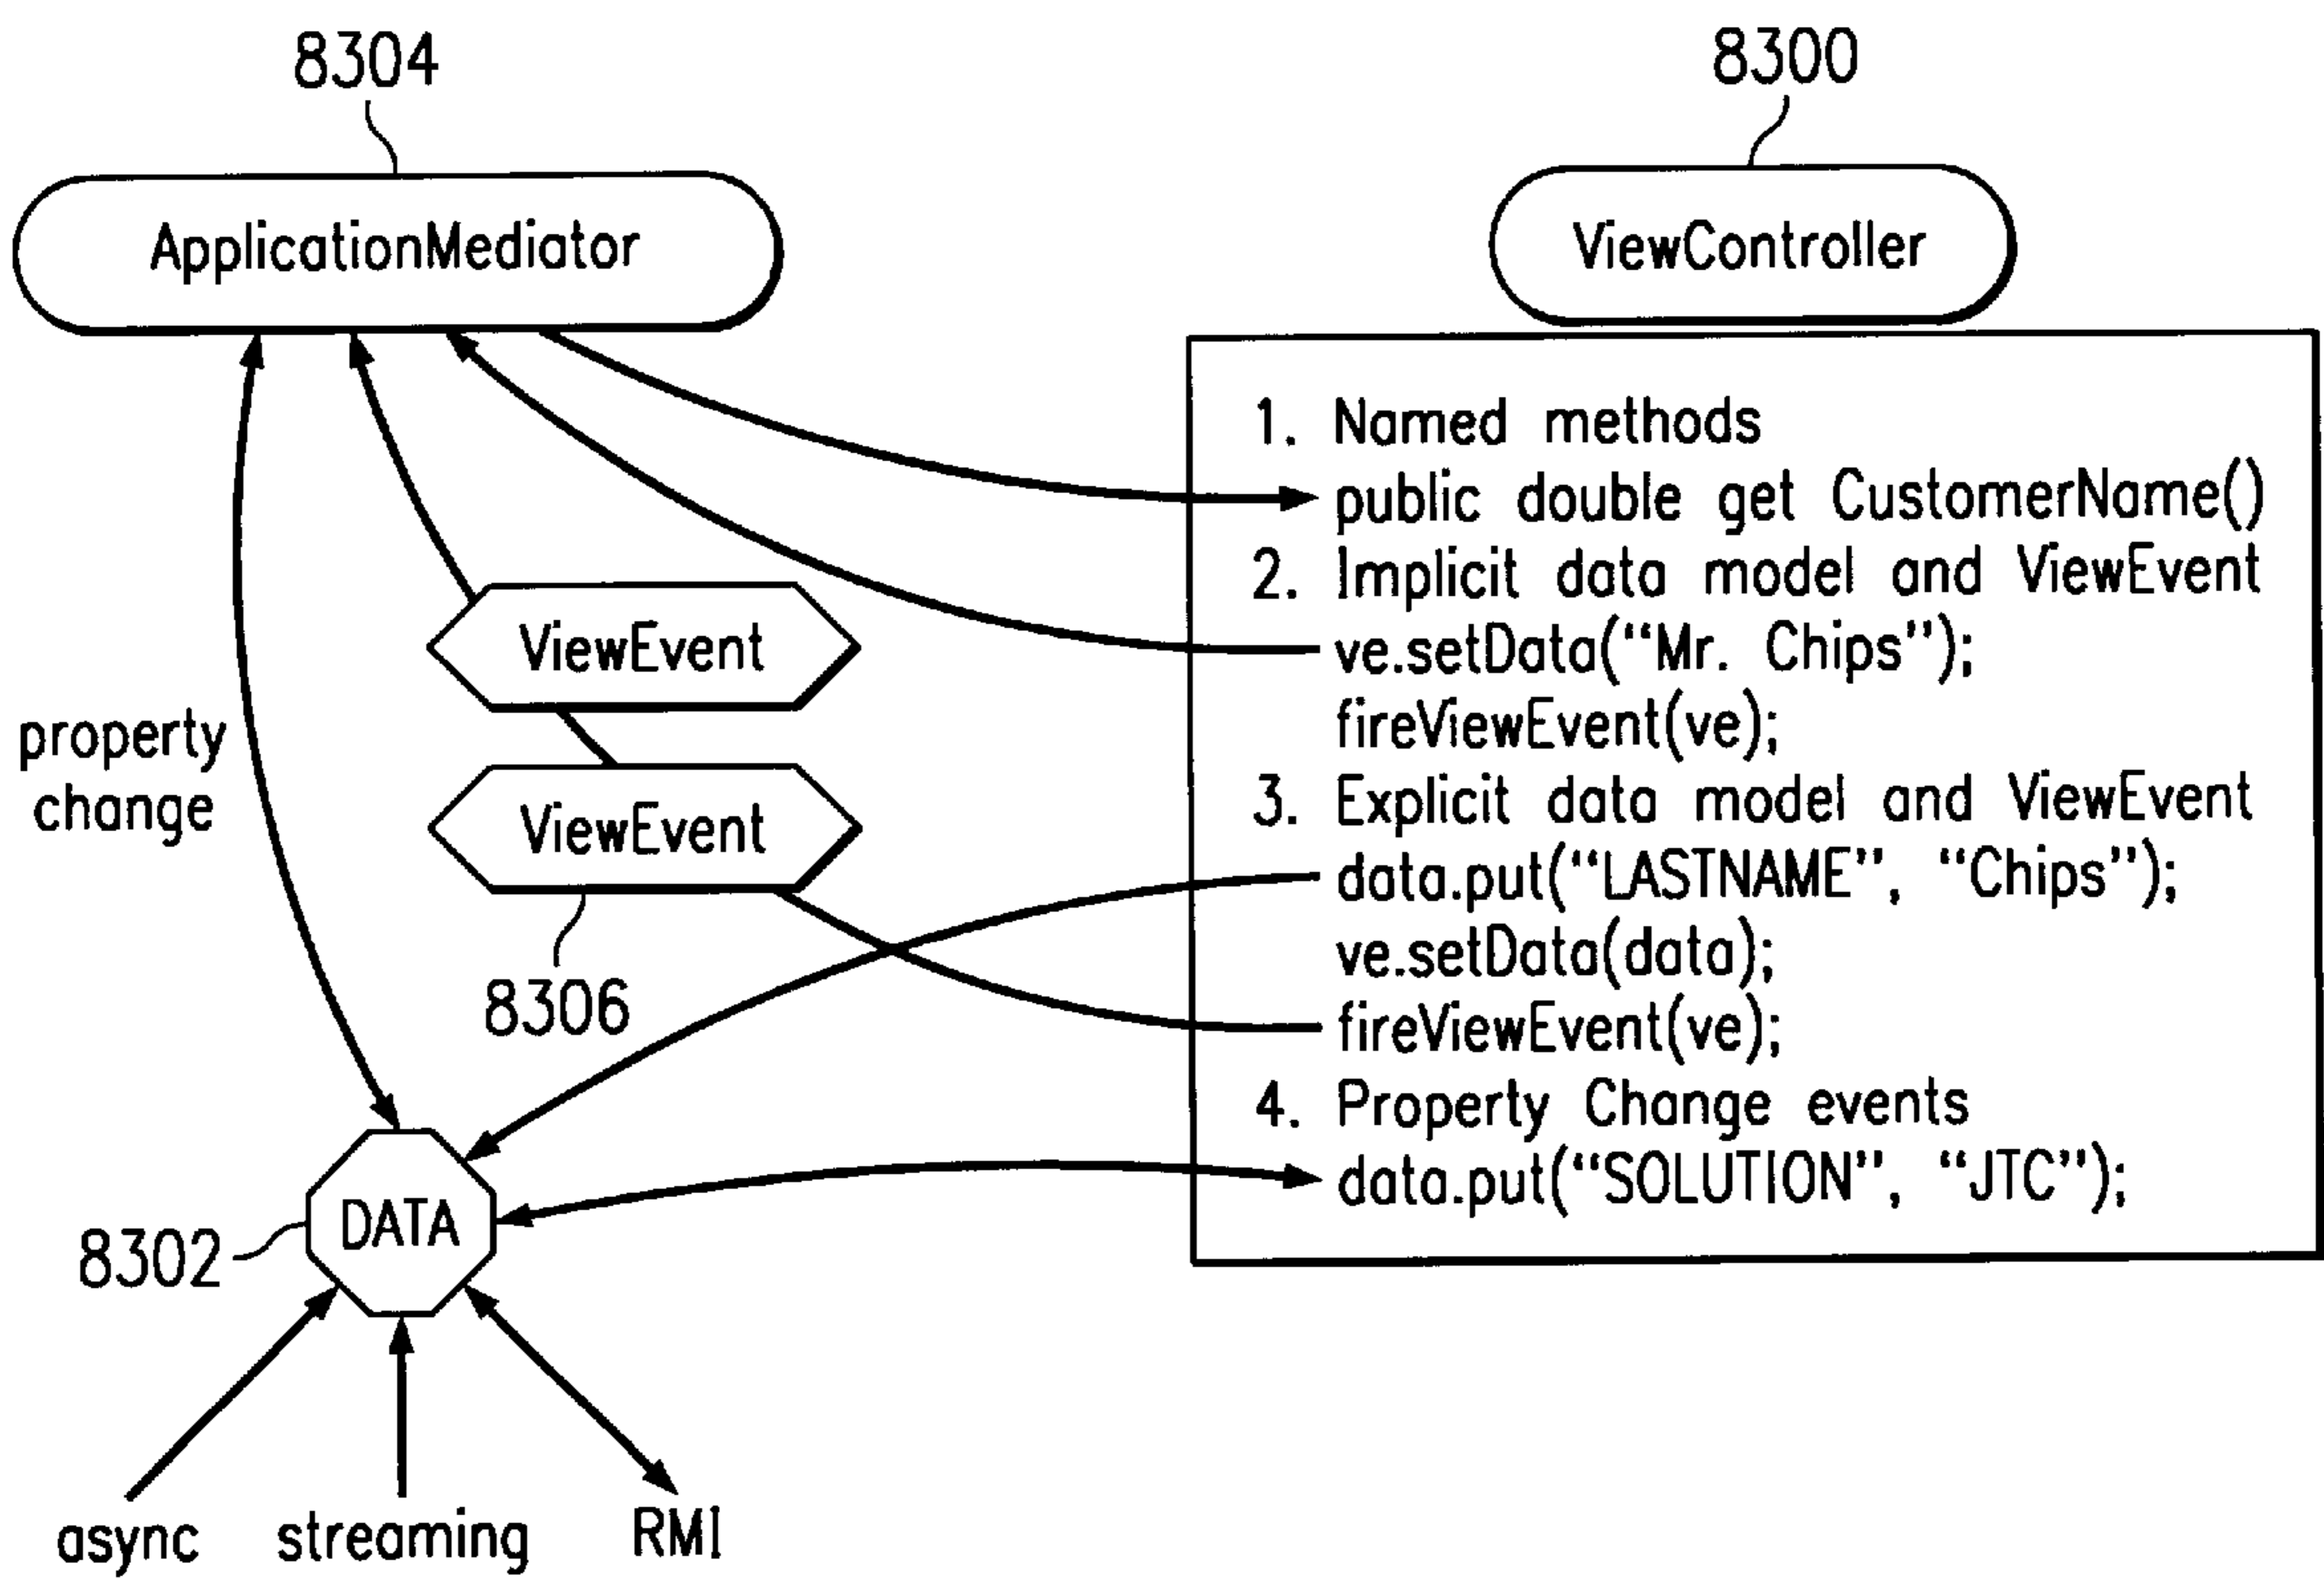 8304
8300
ApplicationMediator
ViewController
1. Named methods
public double get CustomerName()
2. Implicit data model and ViewEvent
ve.setData(“Mr. Chips”);
fireViewEvent(ve);
3. Explicit data model and ViewEvent
data.put(“LASTNAME”, “Chips”);
ve.setData(data);
fireViewEvent(ve);
4. Property Change events
data.put(“SOLUTION”, “JTC”);
ViewEvent
property
change
ViewEvent
8306
DATA
8302
async
streaming
RMI